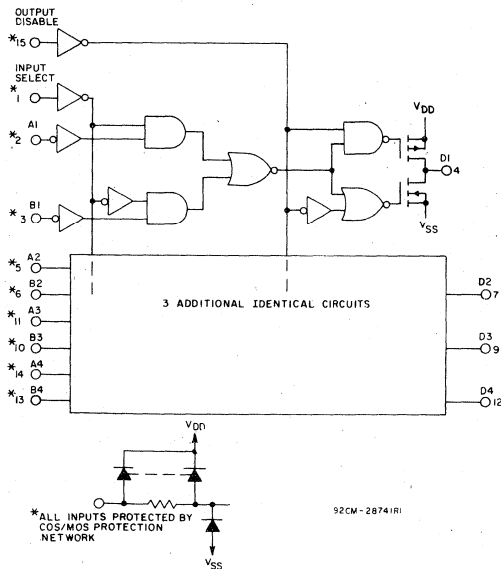 OUTPUT
DISABLE
*15
INPUT
SELECT
*1
A1
*2
B1
*3
VDD
D1
4
VSS
A2
*5
B2
*6
A3
*11
B3
*10
A4
*14
B4
*13
3 ADDITIONAL IDENTICAL CIRCUITS
D2
7
D3
9
D4
12
VDD
*ALL INPUTS PROTECTED BY
COS/MOS PROTECTION
NETWORK
VSS
92CM-28741R1